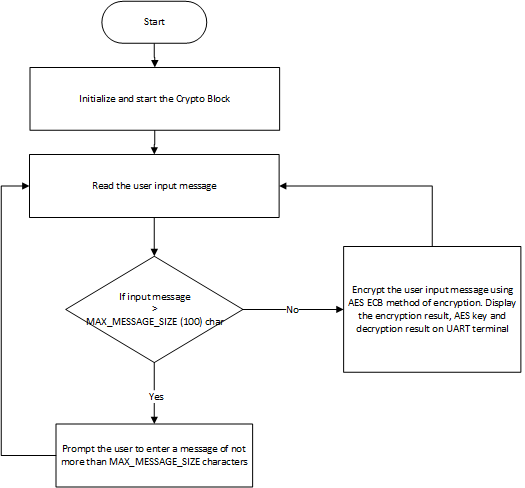 Start
Initialize and start the Crypto Block
Read the user input message
If input message
>
MAX_MESSAGE_SIZE (100) char
No
Encrypt the user input message using
AES ECB method of encryption. Display
the encryption result, AES key and
decryption result on UART terminal
Yes
Prompt the user to enter a message of not
more than MAX_MESSAGE_SIZE characters